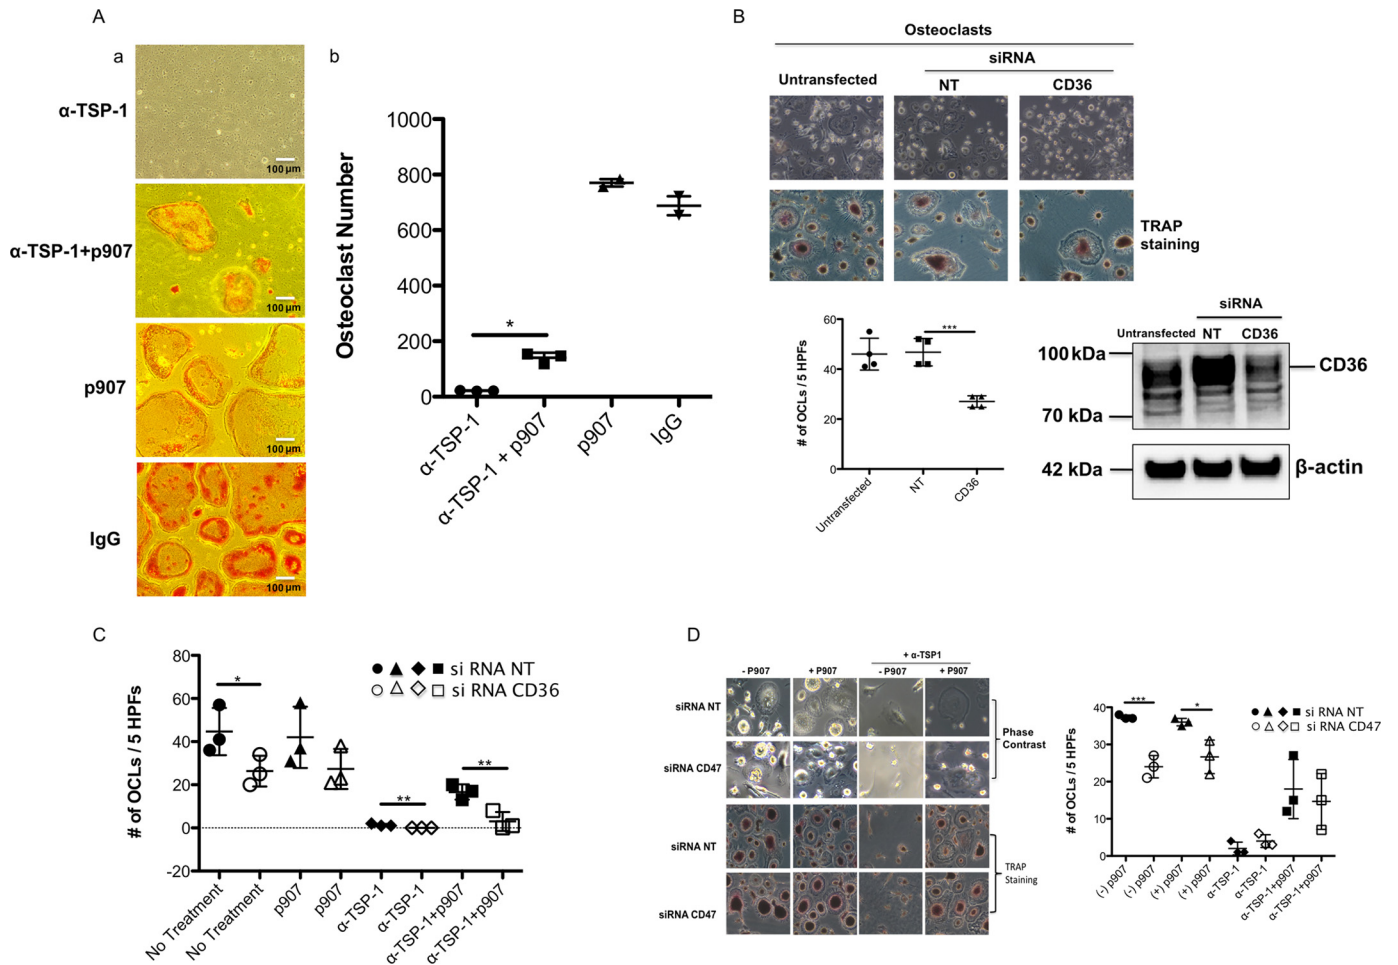 A
a
α-TSP-1
100 µm
α-TSP-1+p907
100 µm
p907
100 µm
IgG
100 µm
b
Osteoclast Number
1000
800
600
400
200
0
*
α-TSP-1
α-TSP-1 + p907
p907
IgG
B
Osteoclasts
siRNA
Untransfected
NT
CD36
TRAP
staining
# of OCLs / 5 HPFs
60
40
20
0
***
Untransfected
NT
CD36
siRNA
Untransfected
NT
CD36
100 kDa
CD36
70 kDa
42 kDa
β-actin
C
# of OCLs / 5 HPFs
80
60
40
20
0
-20
*
**
**
si RNA NT
si RNA CD36
No Treatment
No Treatment
p907
p907
α-TSP-1
α-TSP-1
α-TSP-1+p907
α-TSP-1+p907
D
+ α-TSP1
- P907
+ P907
- P907
+ P907
siRNA NT
siRNA CD47
Phase
Contrast
siRNA NT
siRNA CD47
TRAP
Staining
# of OCLs / 5 HPFs
40
30
20
10
0
***
*
si RNA NT
si RNA CD47
(-) p907
(-) p907
(+) p907
(+) p907
α-TSP-1
α-TSP-1
α-TSP-1+p907
α-TSP-1+p907